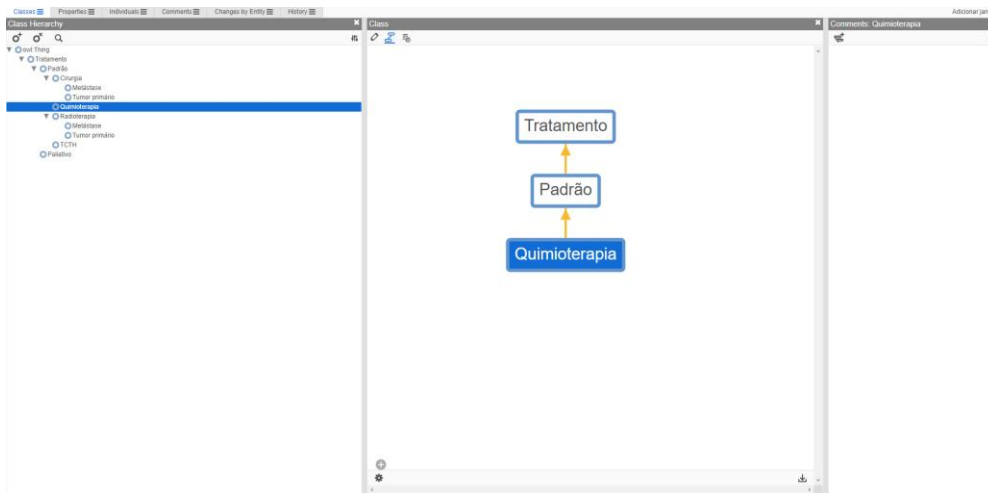 Classes Properties Individuals Comments Changes by Entity History Adicionar jan
Class Hierarchy
owl:Thing
Tratamento
Padrão
Cirurgia
Metástase
Tumor primário
Quimioterapia
Radioterapia
Metástase
Tumor primário
TCTH
Paliativo
Class
Tratamento
Padrão
Quimioterapia
Comments: Quimioterapia